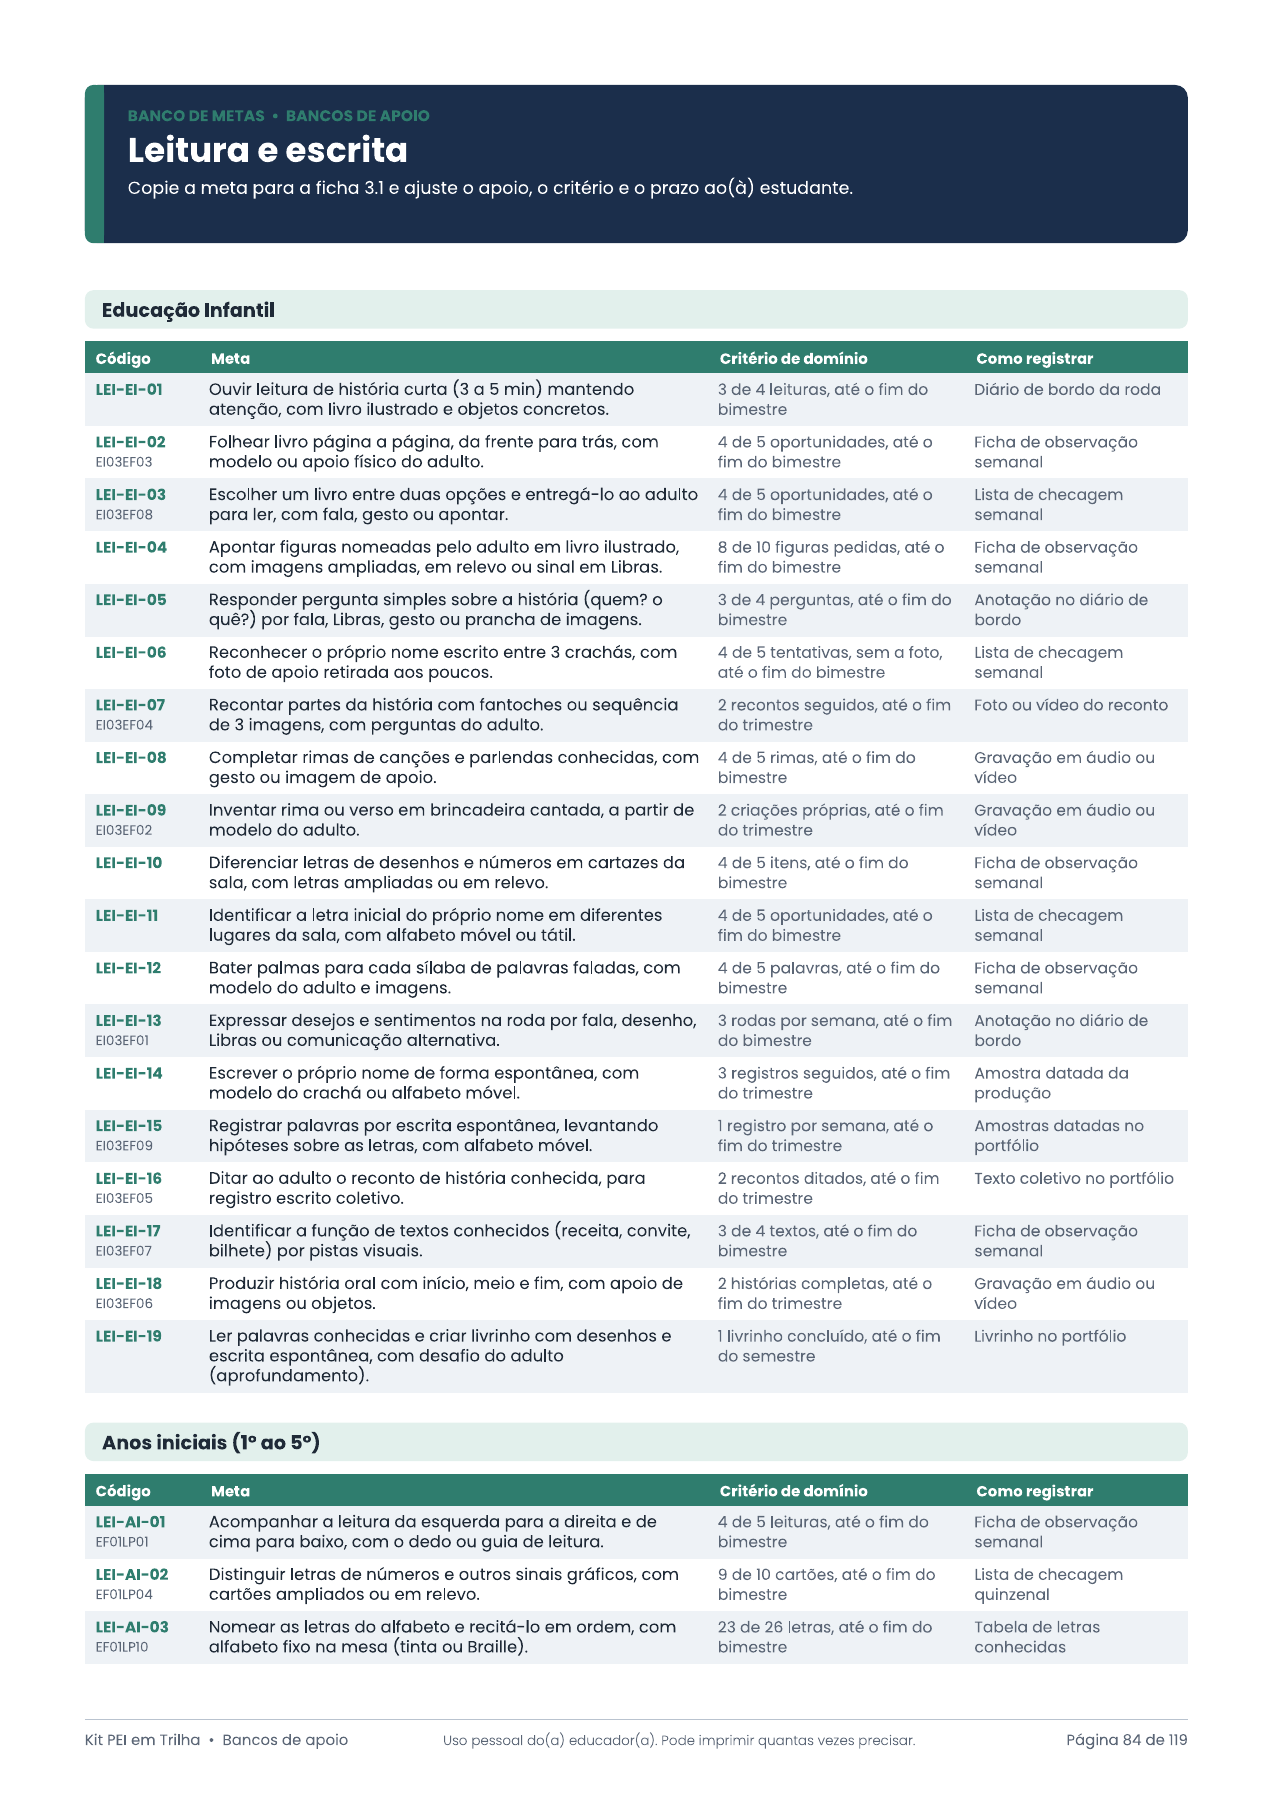 BANCO DE METAS • BANCOS DE APOIO
Leitura e escrita
Copie a meta para a ficha 3.1 e ajuste o apoio, o critério e o prazo ao(à) estudante.
Educação Infantil
Código Meta Critério de domínio Como registrar
LEI-EI-01 Ouvir leitura de história curta (3 a 5 min) mantendo 3 de 4 leituras, até o fim do Diário de bordo da roda
atenção, com livro ilustrado e objetos concretos. bimestre
LEI-EI-02 Folhear livro página a página, da frente para trás, com 4 de 5 oportunidades, até o Ficha de observação
EI03EF03 modelo ou apoio físico do adulto. fim do bimestre semanal
LEI-EI-03 Escolher um livro entre duas opções e entregá-lo ao adulto 4 de 5 oportunidades, até o Lista de checagem
EI03EF08 para ler, com fala, gesto ou apontar. fim do bimestre semanal
LEI-EI-04 Apontar figuras nomeadas pelo adulto em livro ilustrado, 8 de 10 figuras pedidas, até o Ficha de observação
com imagens ampliadas, em relevo ou sinal em Libras. fim do bimestre semanal
LEI-EI-05 Responder pergunta simples sobre a história (quem? o 3 de 4 perguntas, até o fim do Anotação no diário de
quê?) por fala, Libras, gesto ou prancha de imagens. bimestre bordo
LEI-EI-06 Reconhecer o próprio nome escrito entre 3 crachás, com 4 de 5 tentativas, sem a foto, Lista de checagem
foto de apoio retirada aos poucos. até o fim do bimestre semanal
LEI-EI-07 Recontar partes da história com fantoches ou sequência 2 recontos seguidos, até o fim Foto ou vídeo do reconto
EI03EF04 de 3 imagens, com perguntas do adulto. do trimestre
LEI-EI-08 Completar rimas de canções e parlendas conhecidas, com 4 de 5 rimas, até o fim do Gravação em áudio ou
gesto ou imagem de apoio. bimestre vídeo
LEI-EI-09 Inventar rima ou verso em brincadeira cantada, a partir de 2 criações próprias, até o fim Gravação em áudio ou
EI03EF02 modelo do adulto. do trimestre vídeo
LEI-EI-10 Diferenciar letras de desenhos e números em cartazes da 4 de 5 itens, até o fim do Ficha de observação
sala, com letras ampliadas ou em relevo. bimestre semanal
LEI-EI-11 Identificar a letra inicial do próprio nome em diferentes 4 de 5 oportunidades, até o Lista de checagem
lugares da sala, com alfabeto móvel ou tátil. fim do bimestre semanal
LEI-EI-12 Bater palmas para cada sílaba de palavras faladas, com 4 de 5 palavras, até o fim do Ficha de observação
modelo do adulto e imagens. bimestre semanal
LEI-EI-13 Expressar desejos e sentimentos na roda por fala, desenho, 3 rodas por semana, até o fim Anotação no diário de
EI03EF01 Libras ou comunicação alternativa. do bimestre bordo
LEI-EI-14 Escrever o próprio nome de forma espontânea, com 3 registros seguidos, até o fim Amostra datada da
modelo do crachá ou alfabeto móvel. do trimestre produção
LEI-EI-15 Registrar palavras por escrita espontânea, levantando 1 registro por semana, até o Amostras datadas no
EI03EF09 hipóteses sobre as letras, com alfabeto móvel. fim do trimestre portfólio
LEI-EI-16 Ditar ao adulto o reconto de história conhecida, para 2 recontos ditados, até o fim Texto coletivo no portfólio
EI03EF05 registro escrito coletivo. do trimestre
LEI-EI-17 Identificar a função de textos conhecidos (receita, convite, 3 de 4 textos, até o fim do Ficha de observação
EI03EF07 bilhete) por pistas visuais. bimestre semanal
LEI-EI-18 Produzir história oral com início, meio e fim, com apoio de 2 histórias completas, até o Gravação em áudio ou
EI03EF06 imagens ou objetos. fim do trimestre vídeo
LEI-EI-19 Ler palavras conhecidas e criar livrinho com desenhos e 1 livrinho concluído, até o fim Livrinho no portfólio
escrita espontânea, com desafio do adulto do semestre
(aprofundamento).
Anos iniciais (1º ao 5º)
Código Meta Critério de domínio Como registrar
LEI-AI-01 Acompanhar a leitura da esquerda para a direita e de 4 de 5 leituras, até o fim do Ficha de observação
EF01LP01 cima para baixo, com o dedo ou guia de leitura. bimestre semanal
LEI-AI-02 Distinguir letras de números e outros sinais gráficos, com 9 de 10 cartões, até o fim do Lista de checagem
EF01LP04 cartões ampliados ou em relevo. bimestre quinzenal
LEI-AI-03 Nomear as letras do alfabeto e recitá-lo em ordem, com 23 de 26 letras, até o fim do Tabela de letras
EF01LP10 alfabeto fixo na mesa (tinta ou Braille). bimestre conhecidas
Kit PEI em Trilha • Bancos de apoio Uso pessoal do(a) educador(a). Pode imprimir quantas vezes precisar. Página 84 de 119